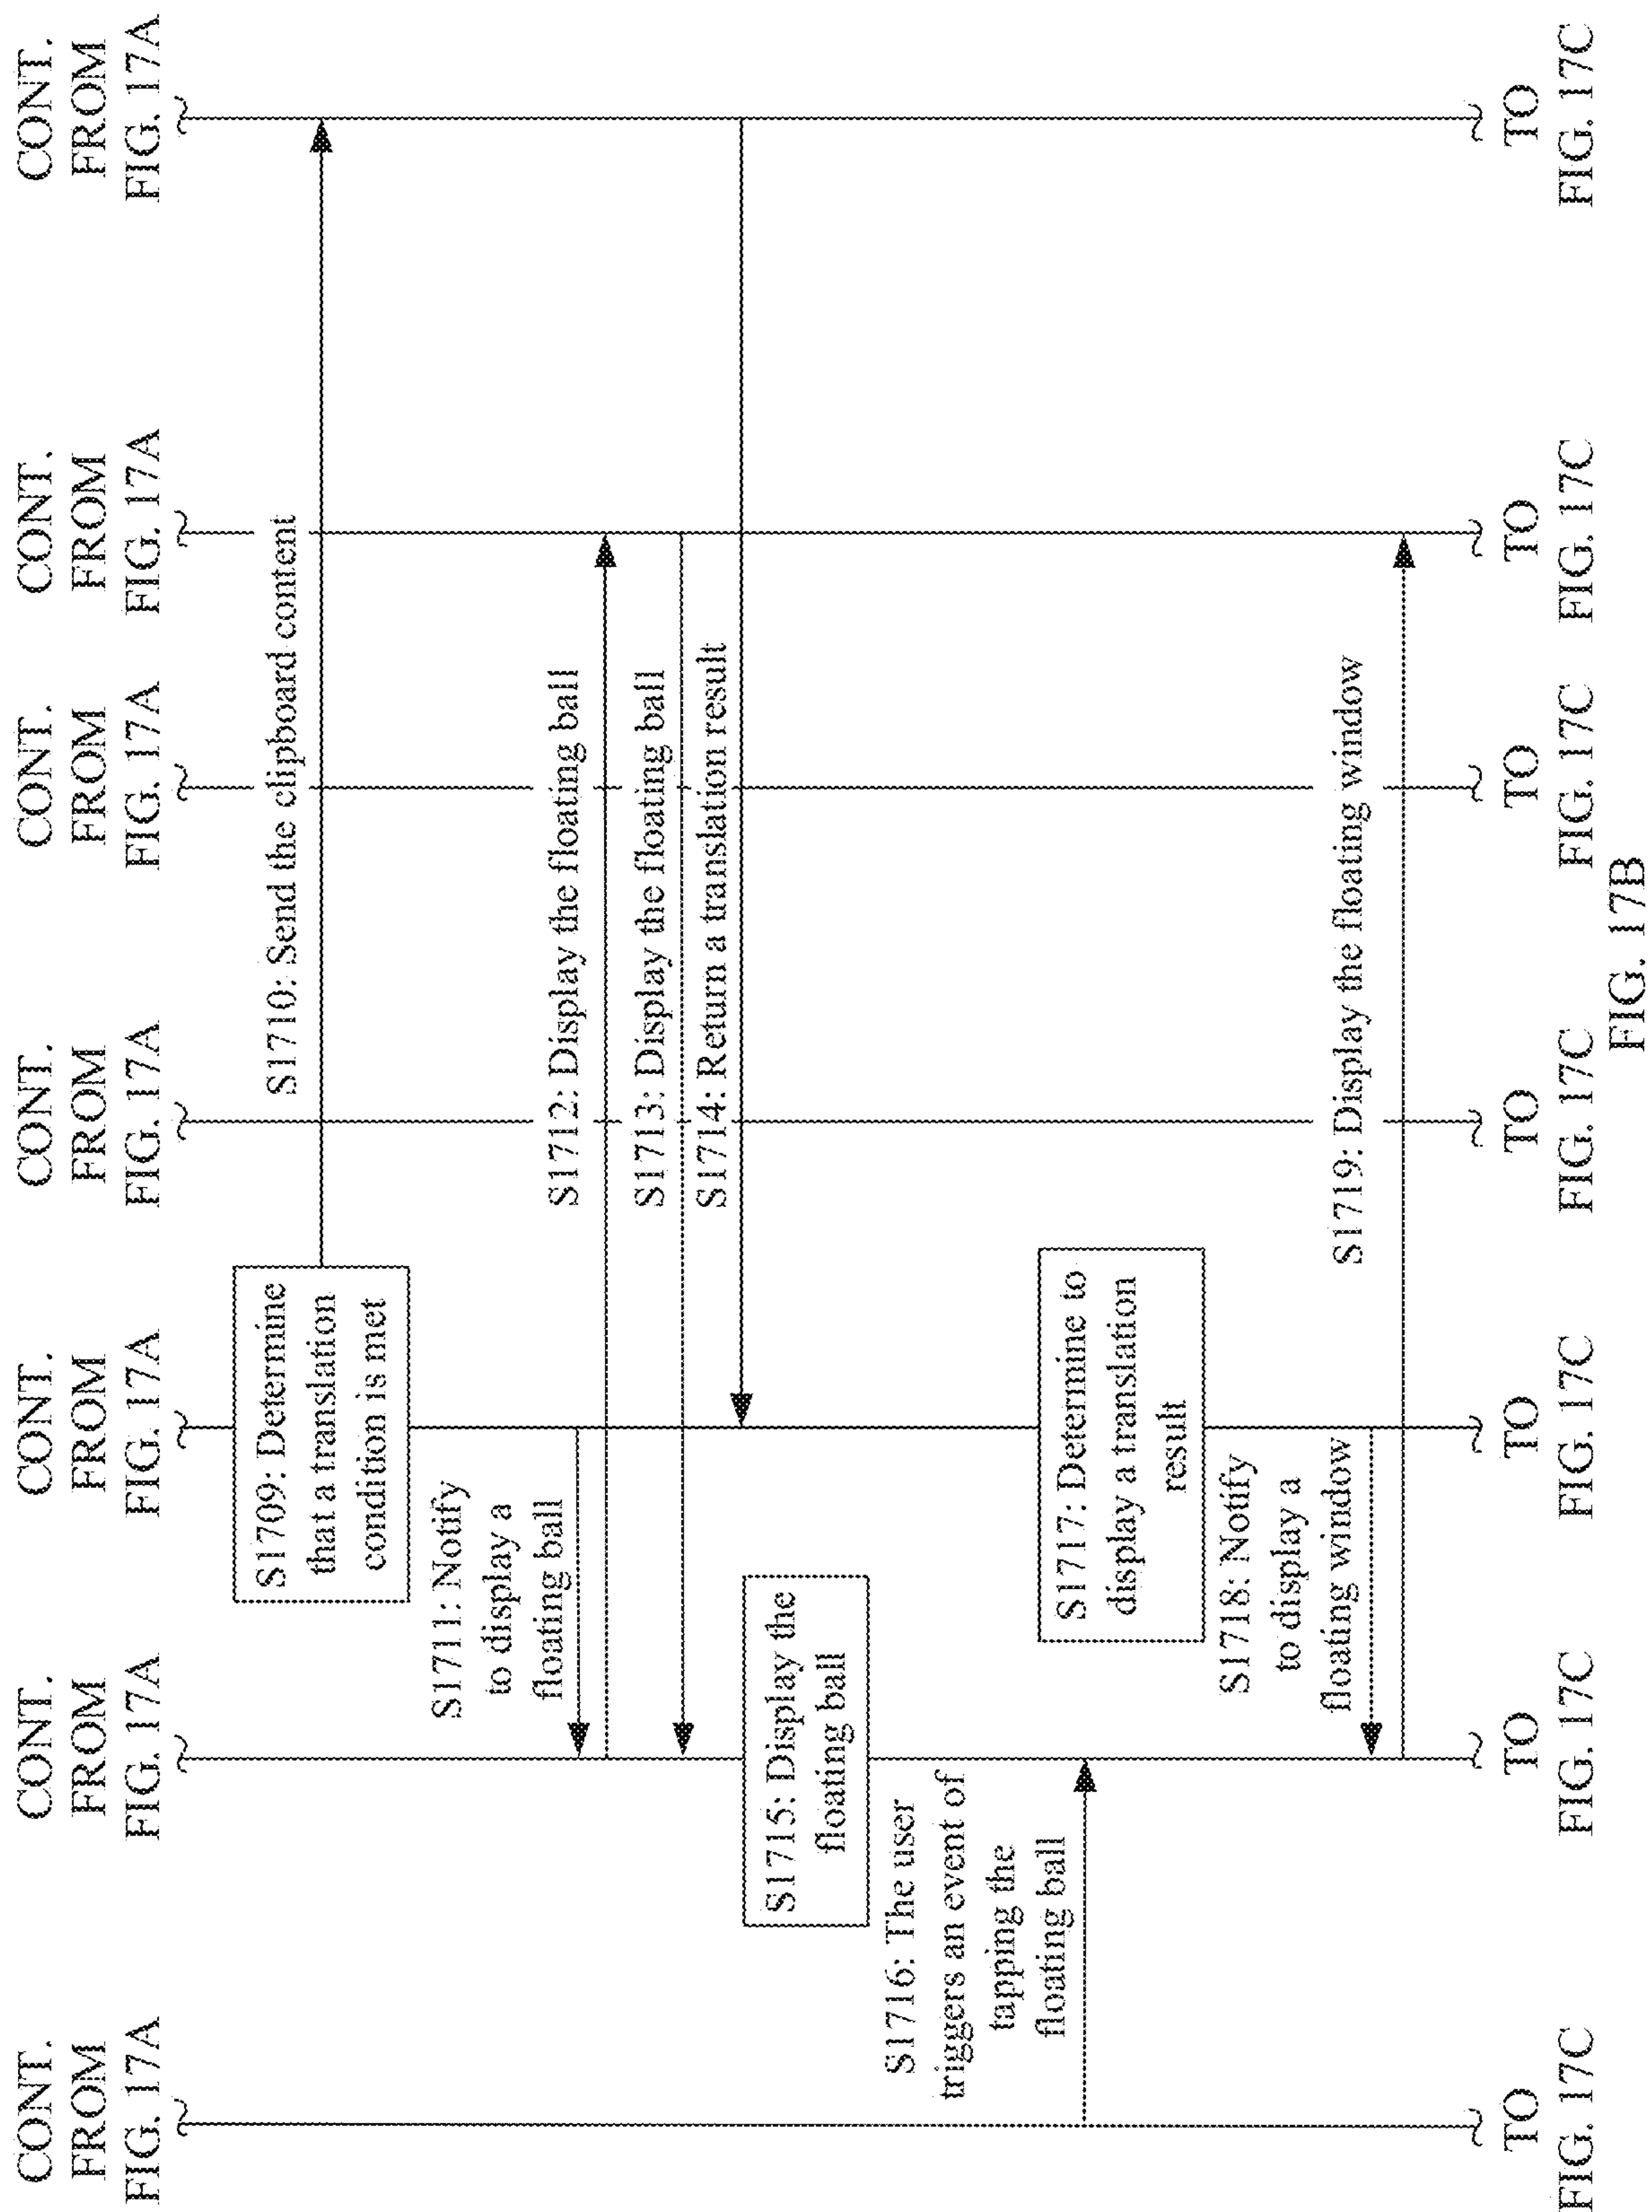 CONT.
FROM
FIG. 17A
CONT.
FROM
FIG. 17A
CONT.
FROM
FIG. 17A
CONT.
FROM
FIG. 17A
CONT.
FROM
FIG. 17A
CONT.
FROM
FIG. 17A
CONT.
FROM
FIG. 17A
S1709: Determine
that a translation
condition is met
S1710: Send the clipboard content
S1711: Notify
to display a
floating ball
S1712: Display the floating ball
S1713: Display the floating ball
S1714: Return a translation result
S1715: Display the
floating ball
S1716: The user
triggers an event of
tapping the
floating ball
S1717: Determine to
display a translation
result
S1718: Notify
to display a
floating window
S1719: Display the floating window
TO
FIG. 17C
TO
FIG. 17C
TO
FIG. 17C
TO
FIG. 17C
TO
FIG. 17C
TO
FIG. 17C
TO
FIG. 17C
FIG. 17B